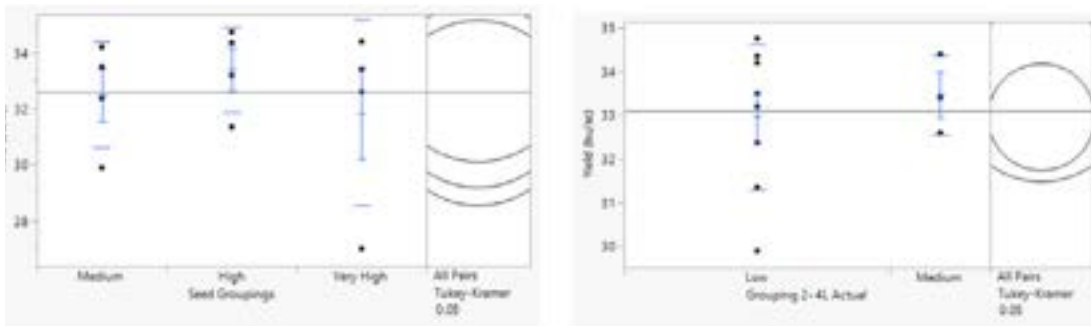 34
32
30
28
Medium High Very High
Seed Groupings
All Pairs
Tukey-Kramer
0.05
Yield (bu/ac)
35
34
33
32
31
30
Low Medium
Grouping 2-4L Actual
All Pairs
Tukey-Kramer
0.05